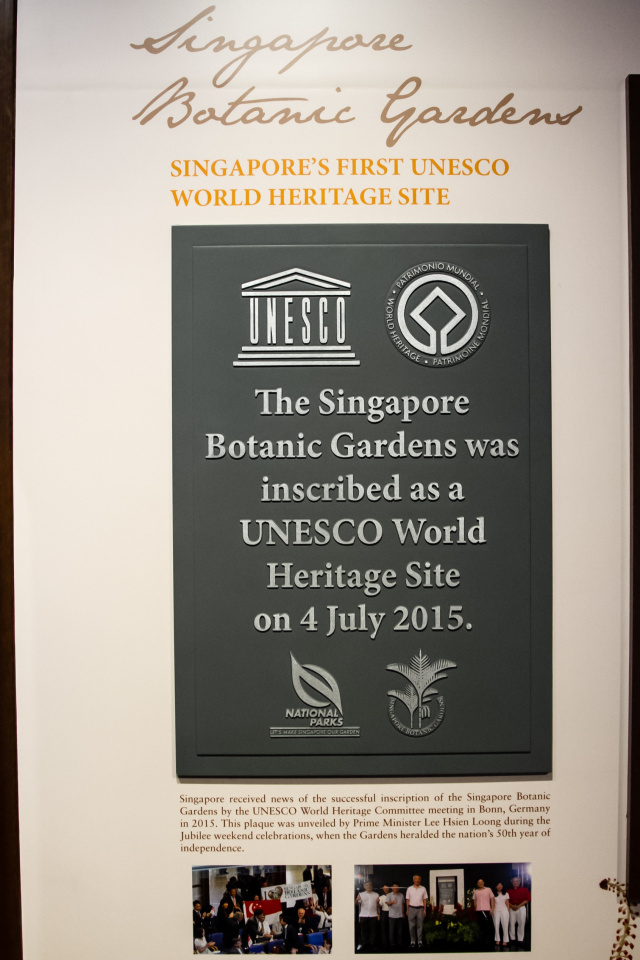 Singapore
Botanic Gardens
SINGAPORE'S FIRST UNESCO
WORLD HERITAGE SITE
UNESCO
PATRIMONIO MUNDIAL • WORLD HERITAGE • PATRIMOINE MONDIAL •
The Singapore
Botanic Gardens was
inscribed as a
UNESCO World
Heritage Site
on 4 July 2015.
NATIONAL
PARKS
LET'S MAKE SINGAPORE OUR GARDEN
SINGAPORE BOTANIC GARDENS
Singapore received news of the successful inscription of the Singapore Botanic
Gardens by the UNESCO World Heritage Committee meeting in Bonn, Germany
in 2015. This plaque was unveiled by Prime Minister Lee Hsien Loong during the
Jubilee weekend celebrations, when the Gardens heralded the nation's 50th year of
independence.